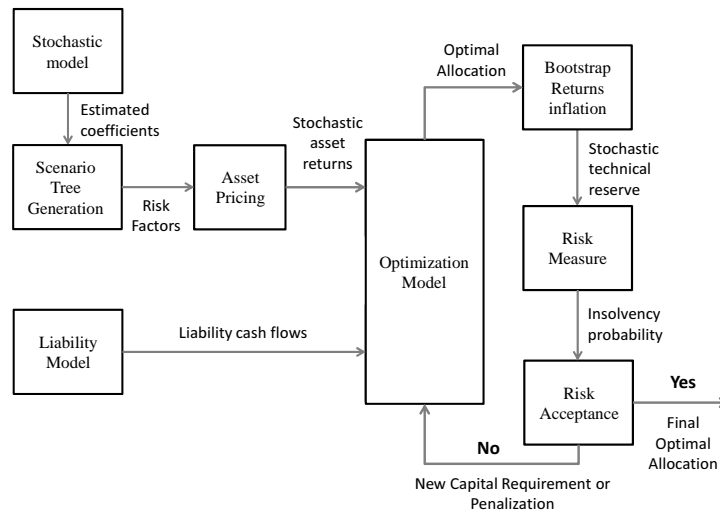 Stochastic
model
Estimated
coefficients
Scenario
Tree
Generation
Risk
Factors
Asset
Pricing
Stochastic
asset
returns
Liability
Model
Liability cash flows
Optimization
Model
Optimal
Allocation
Bootstrap
Returns
inflation
Stochastic
technical
reserve
Risk
Measure
Insolvency
probability
Risk
Acceptance
Yes
Final
Optimal
Allocation
No
New Capital Requirement or
Penalization